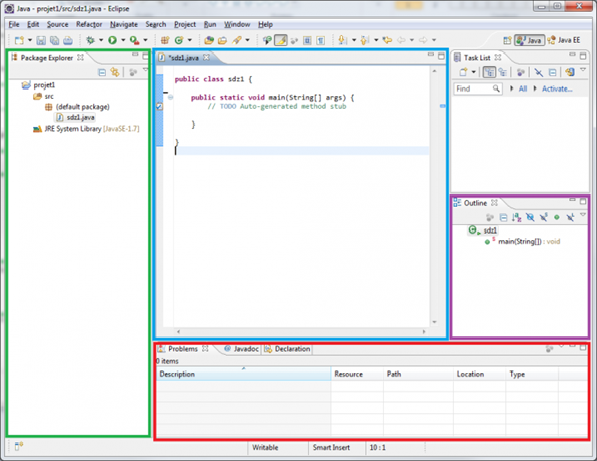 Java - projet1/src/sdz1.java - Eclipse
File Edit Source Refactor Navigate Search Project Run Window Help
Java Java EE
Package Explorer
projet1
src
(default package)
sdz1.java
JRE System Library [JavaSE-1.7]
*sdz1.java
public class sdz1 {
public static void main(String[] args) {
// TODO Auto-generated method stub
}
}
Task List
Find All Activate...
Outline
sdz1
main(String[]) : void
Problems Javadoc Declaration
0 items
Description Resource Path Location Type
Writable Smart Insert 10 : 1